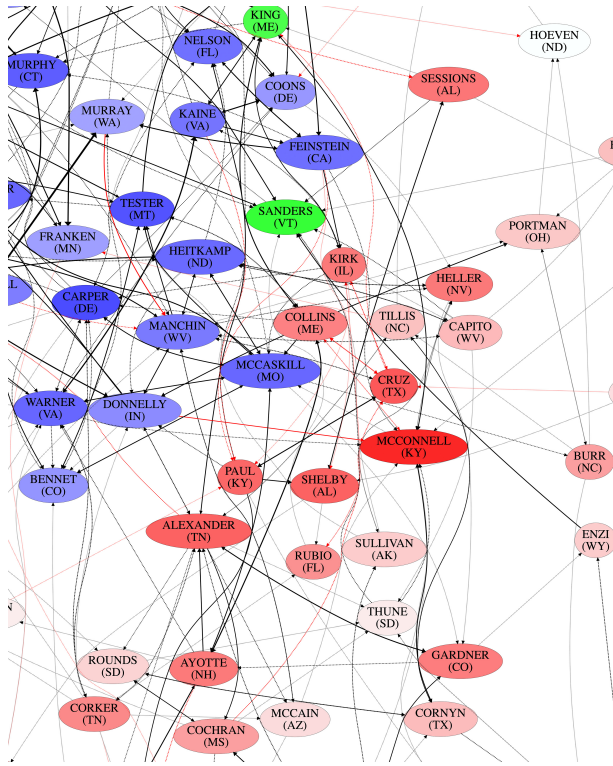 KING
(ME)
NELSON
(FL)
HOEVEN
(ND)
MURPHY
(CT)
COONS
(DE)
SESSIONS
(AL)
MURRAY
(WA)
KAINE
(VA)
FEINSTEIN
(CA)
TESTER
(MT)
SANDERS
(VT)
PORTMAN
(OH)
FRANKEN
(MN)
HEITKAMP
(ND)
KIRK
(IL)
HELLER
(NV)
CARPER
(DE)
MANCHIN
(WV)
COLLINS
(ME)
TILLIS
(NC)
CAPITO
(WV)
MCCASKILL
(MO)
CRUZ
(TX)
WARNER
(VA)
DONNELLY
(IN)
MCCONNELL
(KY)
BURR
(NC)
BENNET
(CO)
PAUL
(KY)
SHELBY
(AL)
ALEXANDER
(TN)
SULLIVAN
(AK)
ENZI
(WY)
RUBIO
(FL)
THUNE
(SD)
ROUNDS
(SD)
AYOTTE
(NH)
GARDNER
(CO)
CORKER
(TN)
MCCAIN
(AZ)
CORNYN
(TX)
COCHRAN
(MS)